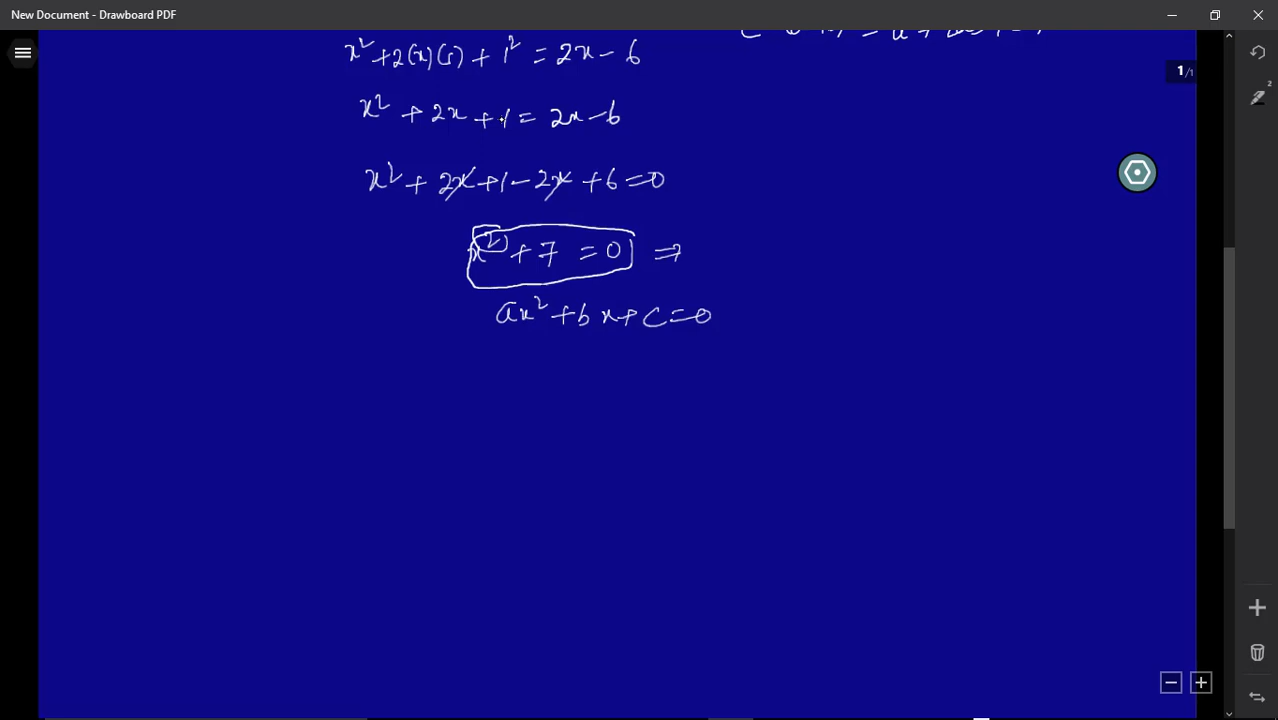 New Document - Drawboard PDF
x² + 2(x)(1) + 1² = 2x - 6
1/1
x² + 2x + 1 = 2x - 6
x² + 2x + 1 - 2x + 6 = 0
x² + 7 = 0 ⇒
ax² + bx + c = 0